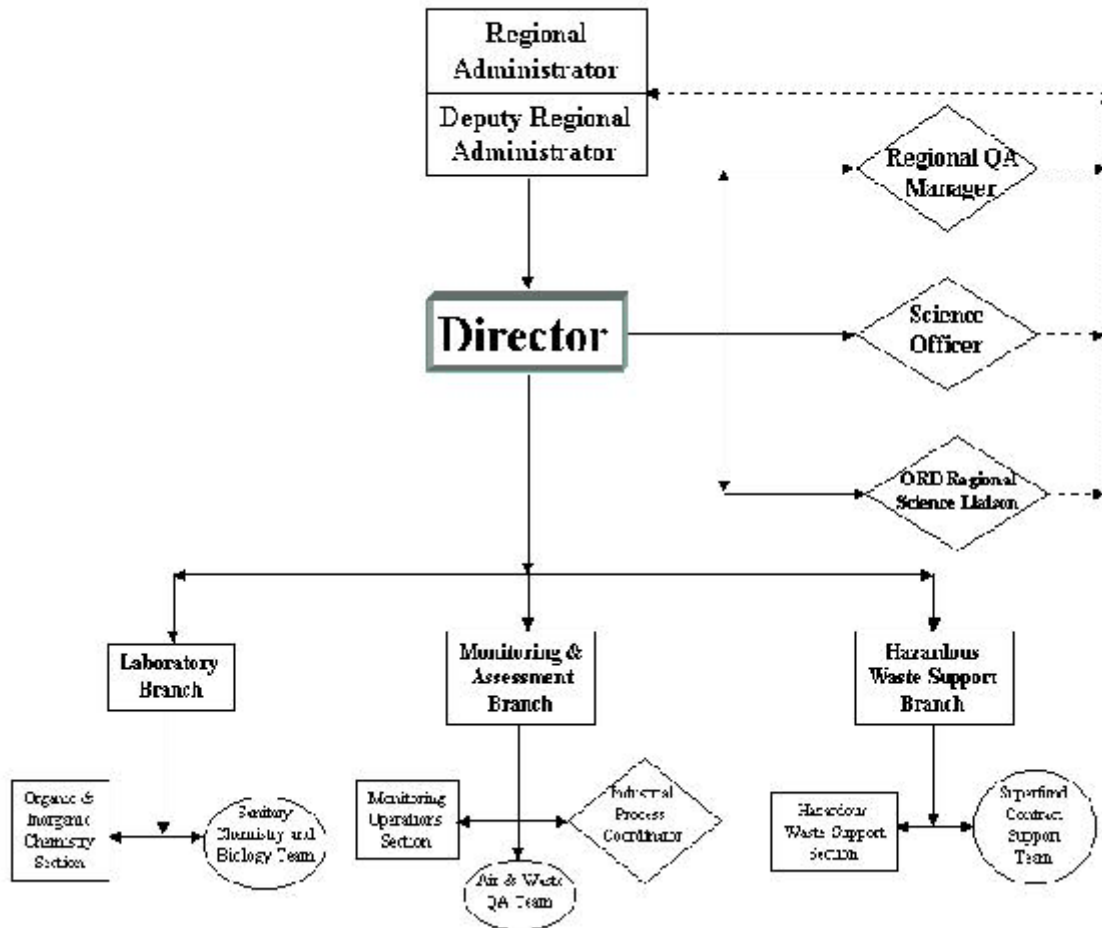 Regional
Administrator
Deputy Regional
Administrator
Regional QA
Manager
Director
Science
Officer
ORD Regional
Science Liaison
Laboratory
Branch
Monitoring &
Assessment
Branch
Hazardous
Waste Support
Branch
Organic &
Inorganic
Chemistry
Section
Sanitary
Chemistry and
Biology Team
Monitoring
Operations
Section
Air & Waste
QA Team
Industrial
Process
Coordinator
Hazardous
Waste Support
Section
Superfund
Contract
Support
Team